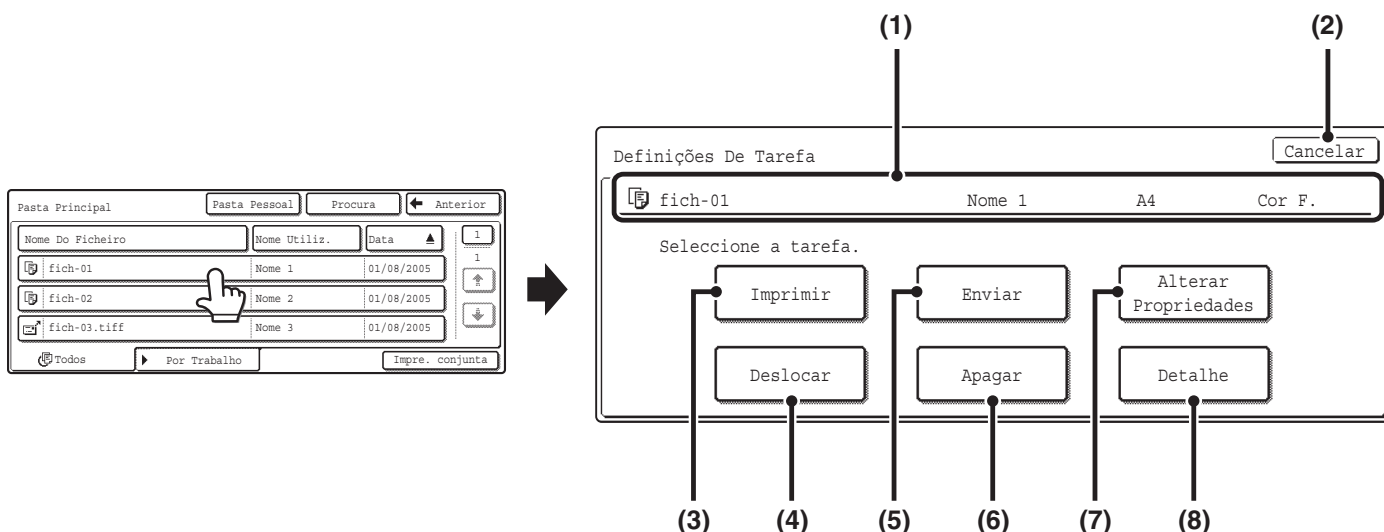 (1)
(2)
Pasta Principal
Pasta Pessoal
Procura
Anterior
Nome Do Ficheiro
Nome Utiliz.
Data
1
fich-01
Nome 1
01/08/2005
1
fich-02
Nome 2
01/08/2005
fich-03.tiff
Nome 3
01/08/2005
Todos
Por Trabalho
Impre. conjunta
Definições De Tarefa
Cancelar
fich-01 Nome 1 A4 Cor F.
Seleccione a tarefa.
Imprimir
Enviar
Alterar
Propriedades
Deslocar
Apagar
Detalhe
(3)
(4)
(5)
(6)
(7)
(8)